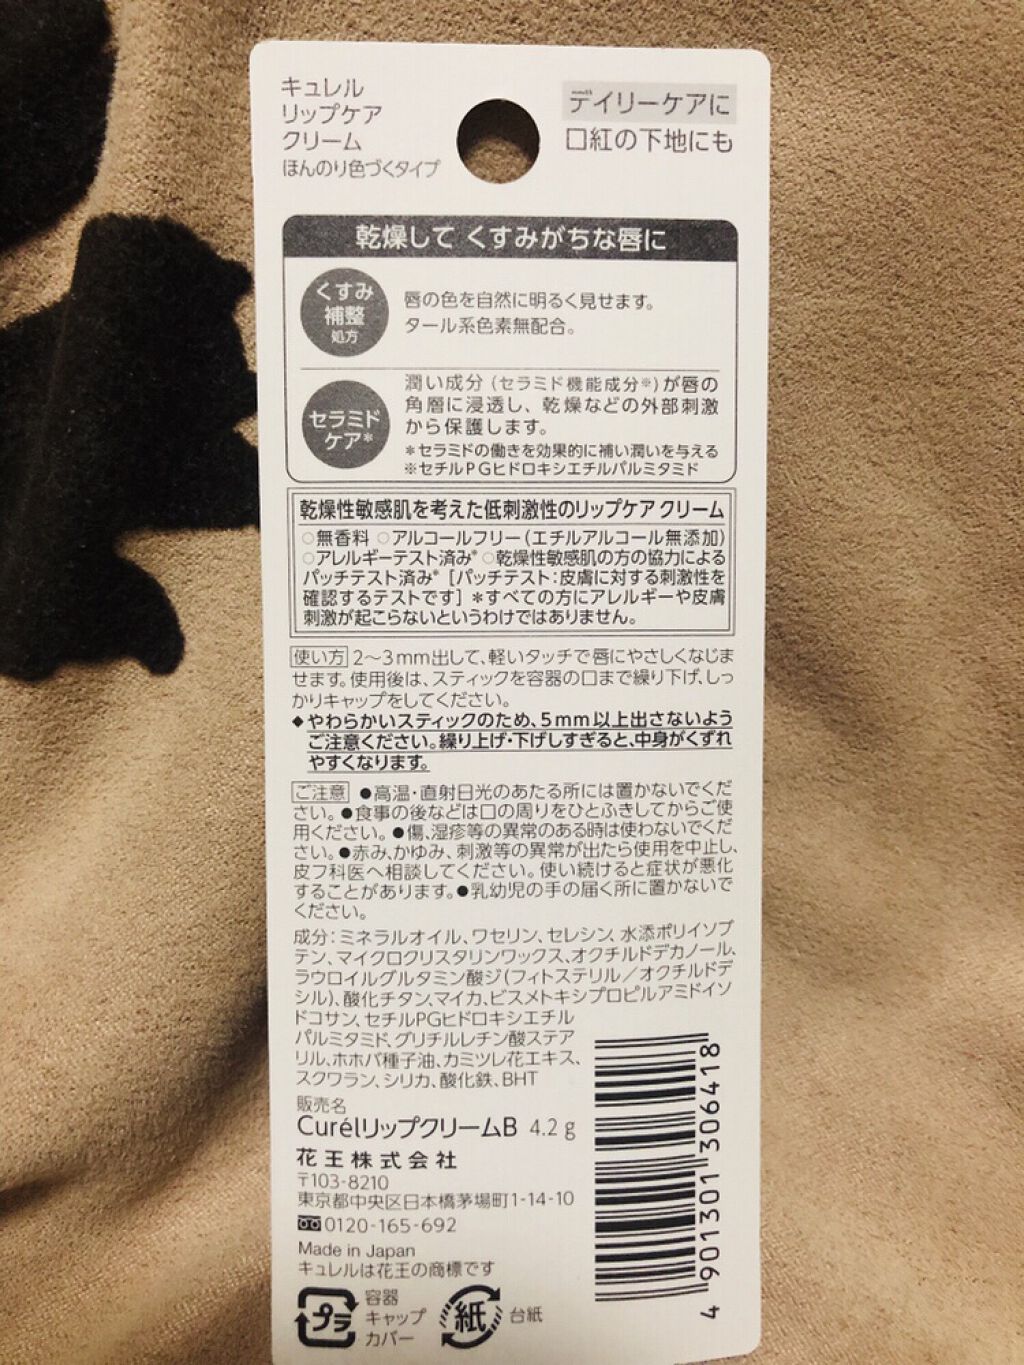 キュレル
リップケア
クリーム
ほんのり色づくタイプ
デイリーケアに
口紅の下地にも
乾燥して くすみがちな唇に
くすみ
補整
処方
唇の色を自然に明るく見せます。
タール系色素無配合。
セラミド
ケア*
潤い成分(セラミド機能成分※)が唇の
角層に浸透し、乾燥などの外部刺激
から保護します。
*セラミドの働きを効果的に補い潤いを与える
※セチルPGヒドロキシエチルパルミタミド
乾燥性敏感肌を考えた低刺激性のリップケア クリーム
○無香料 ○アルコールフリー(エチルアルコール無添加)
○アレルギーテスト済み* ○乾燥性敏感肌の方の協力による
パッチテスト済み* [パッチテスト:皮膚に対する刺激性を
確認するテストです] *すべての方にアレルギーや皮膚
刺激が起こらないというわけではありません。
使い方 2〜3mm出して、軽いタッチで唇にやさしくなじま
せます。使用後は、スティックを容器の口まで繰り下げ、しっ
かりキャップをしてください。
◆やわらかいスティックのため、5mm以上出さないよう
ご注意ください。繰り上げ・下げしすぎると、中身がくずれ
やすくなります。
ご注意 ●高温・直射日光のあたる所には置かないでくだ
さい。●食事の後などは口の周りをひとふきしてからご使
用ください。●傷、湿疹等の異常のある時は使わないでくだ
さい。●赤み、かゆみ、刺激等の異常が出たら使用を中止し、
皮フ科医へ相談してください。使い続けると症状が悪化
することがあります。●乳幼児の手の届く所に置かないで
ください。
成分:ミネラルオイル、ワセリン、セレシン、水添ポリイソブ
テン、マイクロクリスタリンワックス、オクチルドデカノール、
ラウロイルグルタミン酸ジ(フィトステリル/オクチルドデ
シル)、酸化チタン、マイカ、ビスメトキシプロピルアミドイソ
ドコサン、セチルPGヒドロキシエチル
パルミタミド、グリチルレチン酸ステア
リル、ホホバ種子油、カミツレ花エキス、
スクワラン、シリカ、酸化鉄、BHT
販売名
CurélリップクリームB 4.2g
花王株式会社
〒103-8210
東京都中央区日本橋茅場町1-14-10
0120-165-692
Made in Japan
キュレルは花王の商標です
プラ
容器
キャップ
カバー
紙
台紙
4901301306418